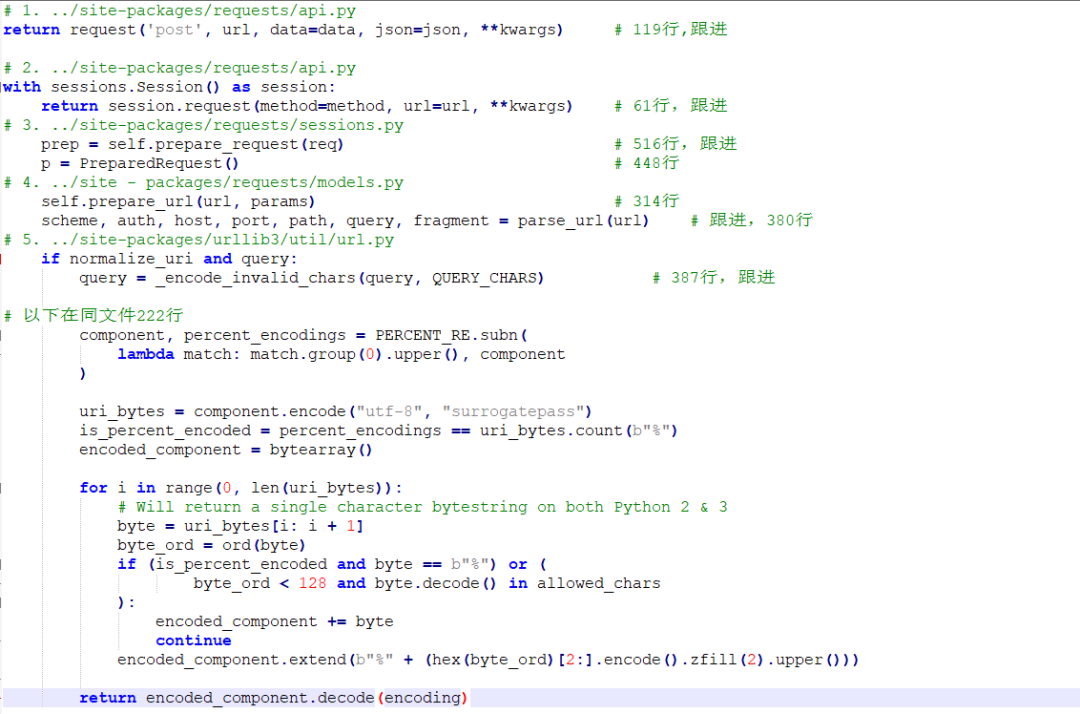 # 1. ../site-packages/requests/api.py
return request('post', url, data=data, json=json, **kwargs)      # 119行,跟进
# 2. ../site-packages/requests/api.py
with sessions.Session() as session:
    return session.request(method=method, url=url, **kwargs)    # 61行，跟进
# 3. ../site-packages/requests/sessions.py
    prep = self.prepare_request(req)                            # 516行，跟进
    p = PreparedRequest()                                       # 448行
# 4. ../site - packages/requests/models.py
    self.prepare_url(url, params)                               # 314行
    scheme, auth, host, port, path, query, fragment = parse_url(url)    # 跟进，380行
# 5. ../site-packages/urllib3/util/url.py
    if normalize_uri and query:
        query = _encode_invalid_chars(query, QUERY_CHARS)           # 387行，跟进
# 以下在同文件222行
        component, percent_encodings = PERCENT_RE.subn(
            lambda match: match.group(0).upper(), component
        )
        uri_bytes = component.encode("utf-8", "surrogatepass")
        is_percent_encoded = percent_encodings == uri_bytes.count(b"%")
        encoded_component = bytearray()
        for i in range(0, len(uri_bytes)):
            # Will return a single character bytestring on both Python 2 & 3
            byte = uri_bytes[i: i + 1]
            byte_ord = ord(byte)
            if (is_percent_encoded and byte == b"%") or (
                    byte_ord < 128 and byte.decode() in allowed_chars
            ):
                encoded_component += byte
                continue
            encoded_component.extend(b"%" + (hex(byte_ord)[2:].encode().zfill(2).upper()))
        return encoded_component.decode(encoding)